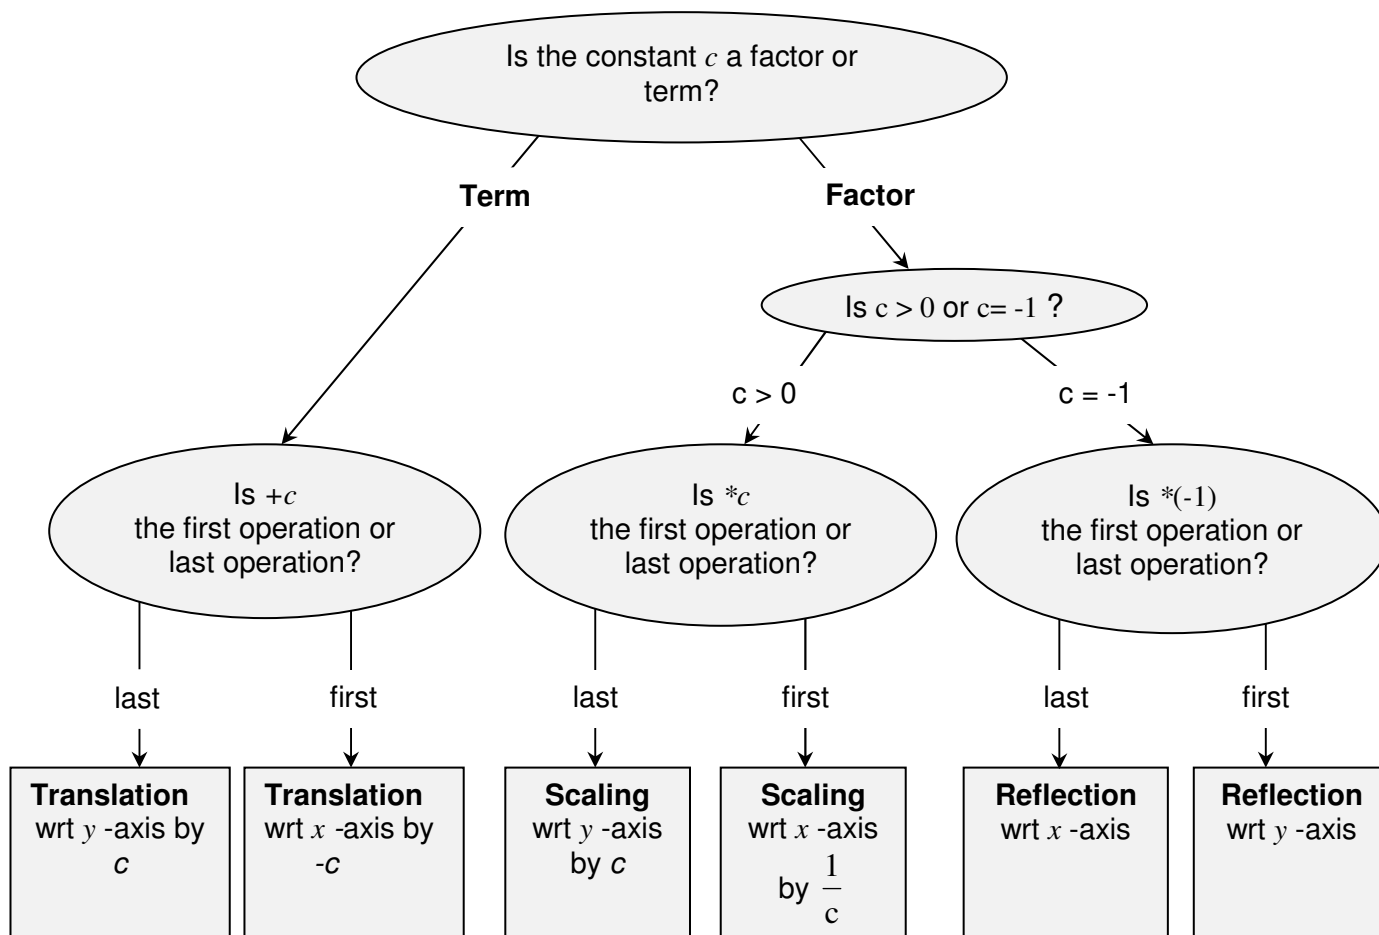 Is the constant c a factor or
term?
Term
Factor
Is c > 0 or c= -1 ?
c > 0
c = -1
Is +c
the first operation or
last operation?
Is *c
the first operation or
last operation?
Is *(-1)
the first operation or
last operation?
last
first
last
first
last
first
Translation
wrt y -axis by
c
Translation
wrt x -axis by
-c
Scaling
wrt y -axis
by c
Scaling
wrt x -axis
by 1/c
Reflection
wrt x -axis
Reflection
wrt y -axis